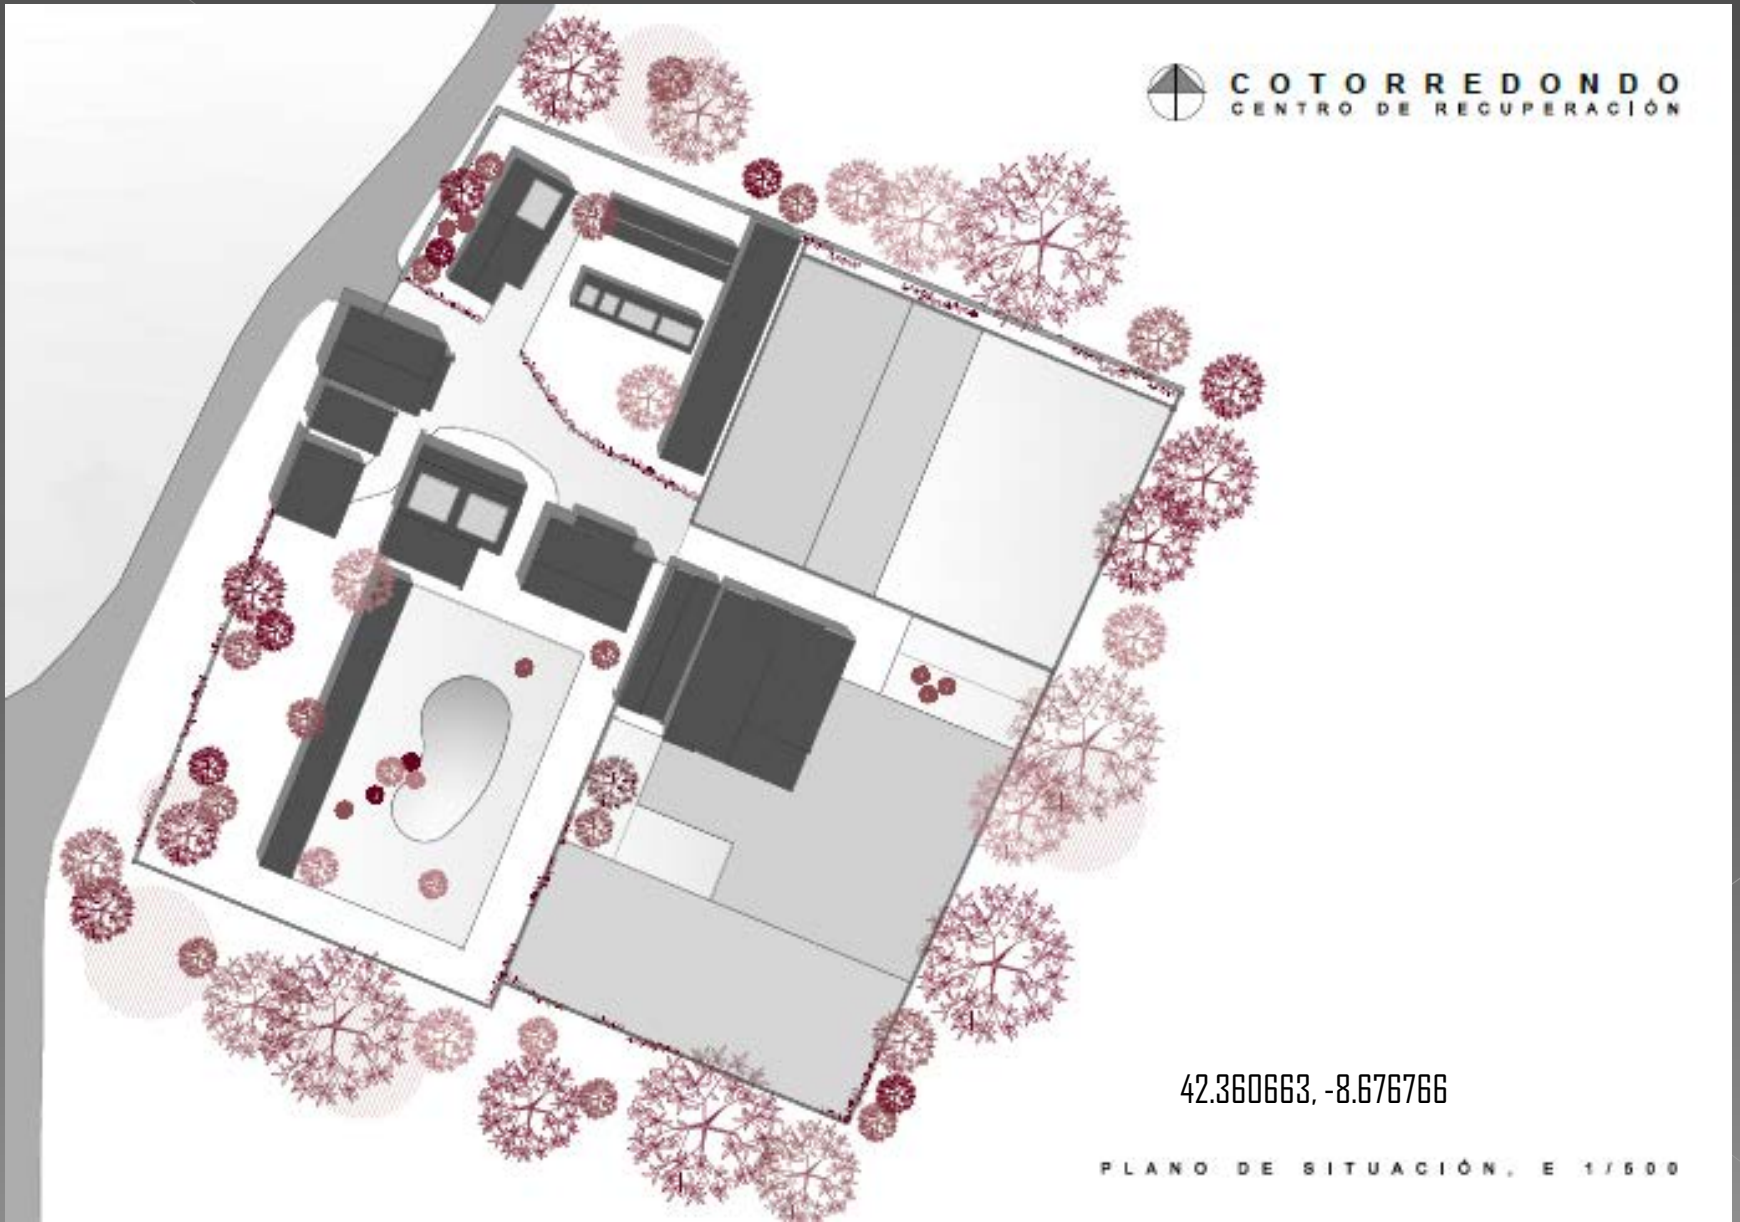 COTORREDONDO
CENTRO DE RECUPERACIÓN
42.360663, -8.676766
PLANO DE SITUACIÓN, E 1/500